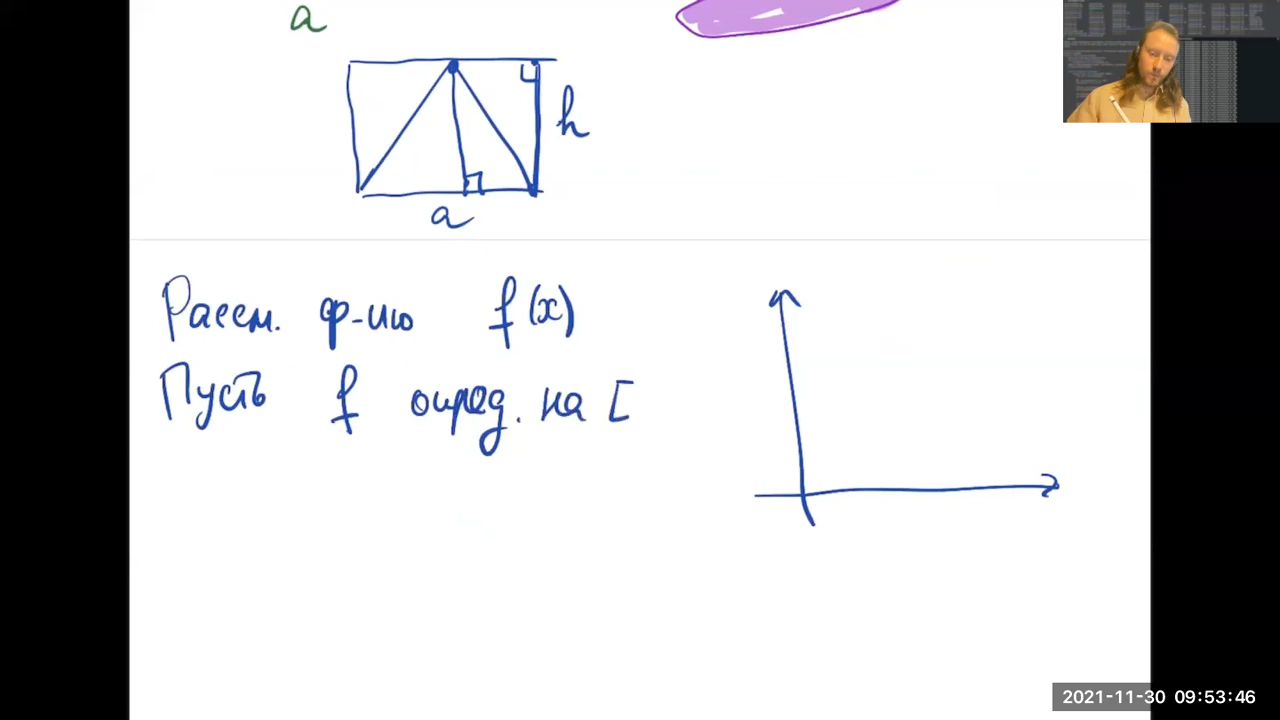 a
h
a
Рассм. ф-ию f(x)
Пусть f опред. на [
2021-11-30 09:53:46